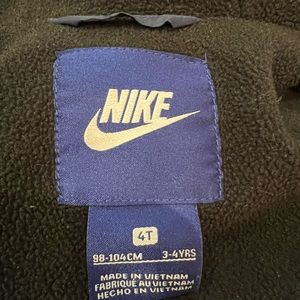 NIKE
4T
98-104CM 3-4YRS
MADE IN VIETNAM
FABRIQUÉ AU VIETNAM
HECHO EN VIETNAM